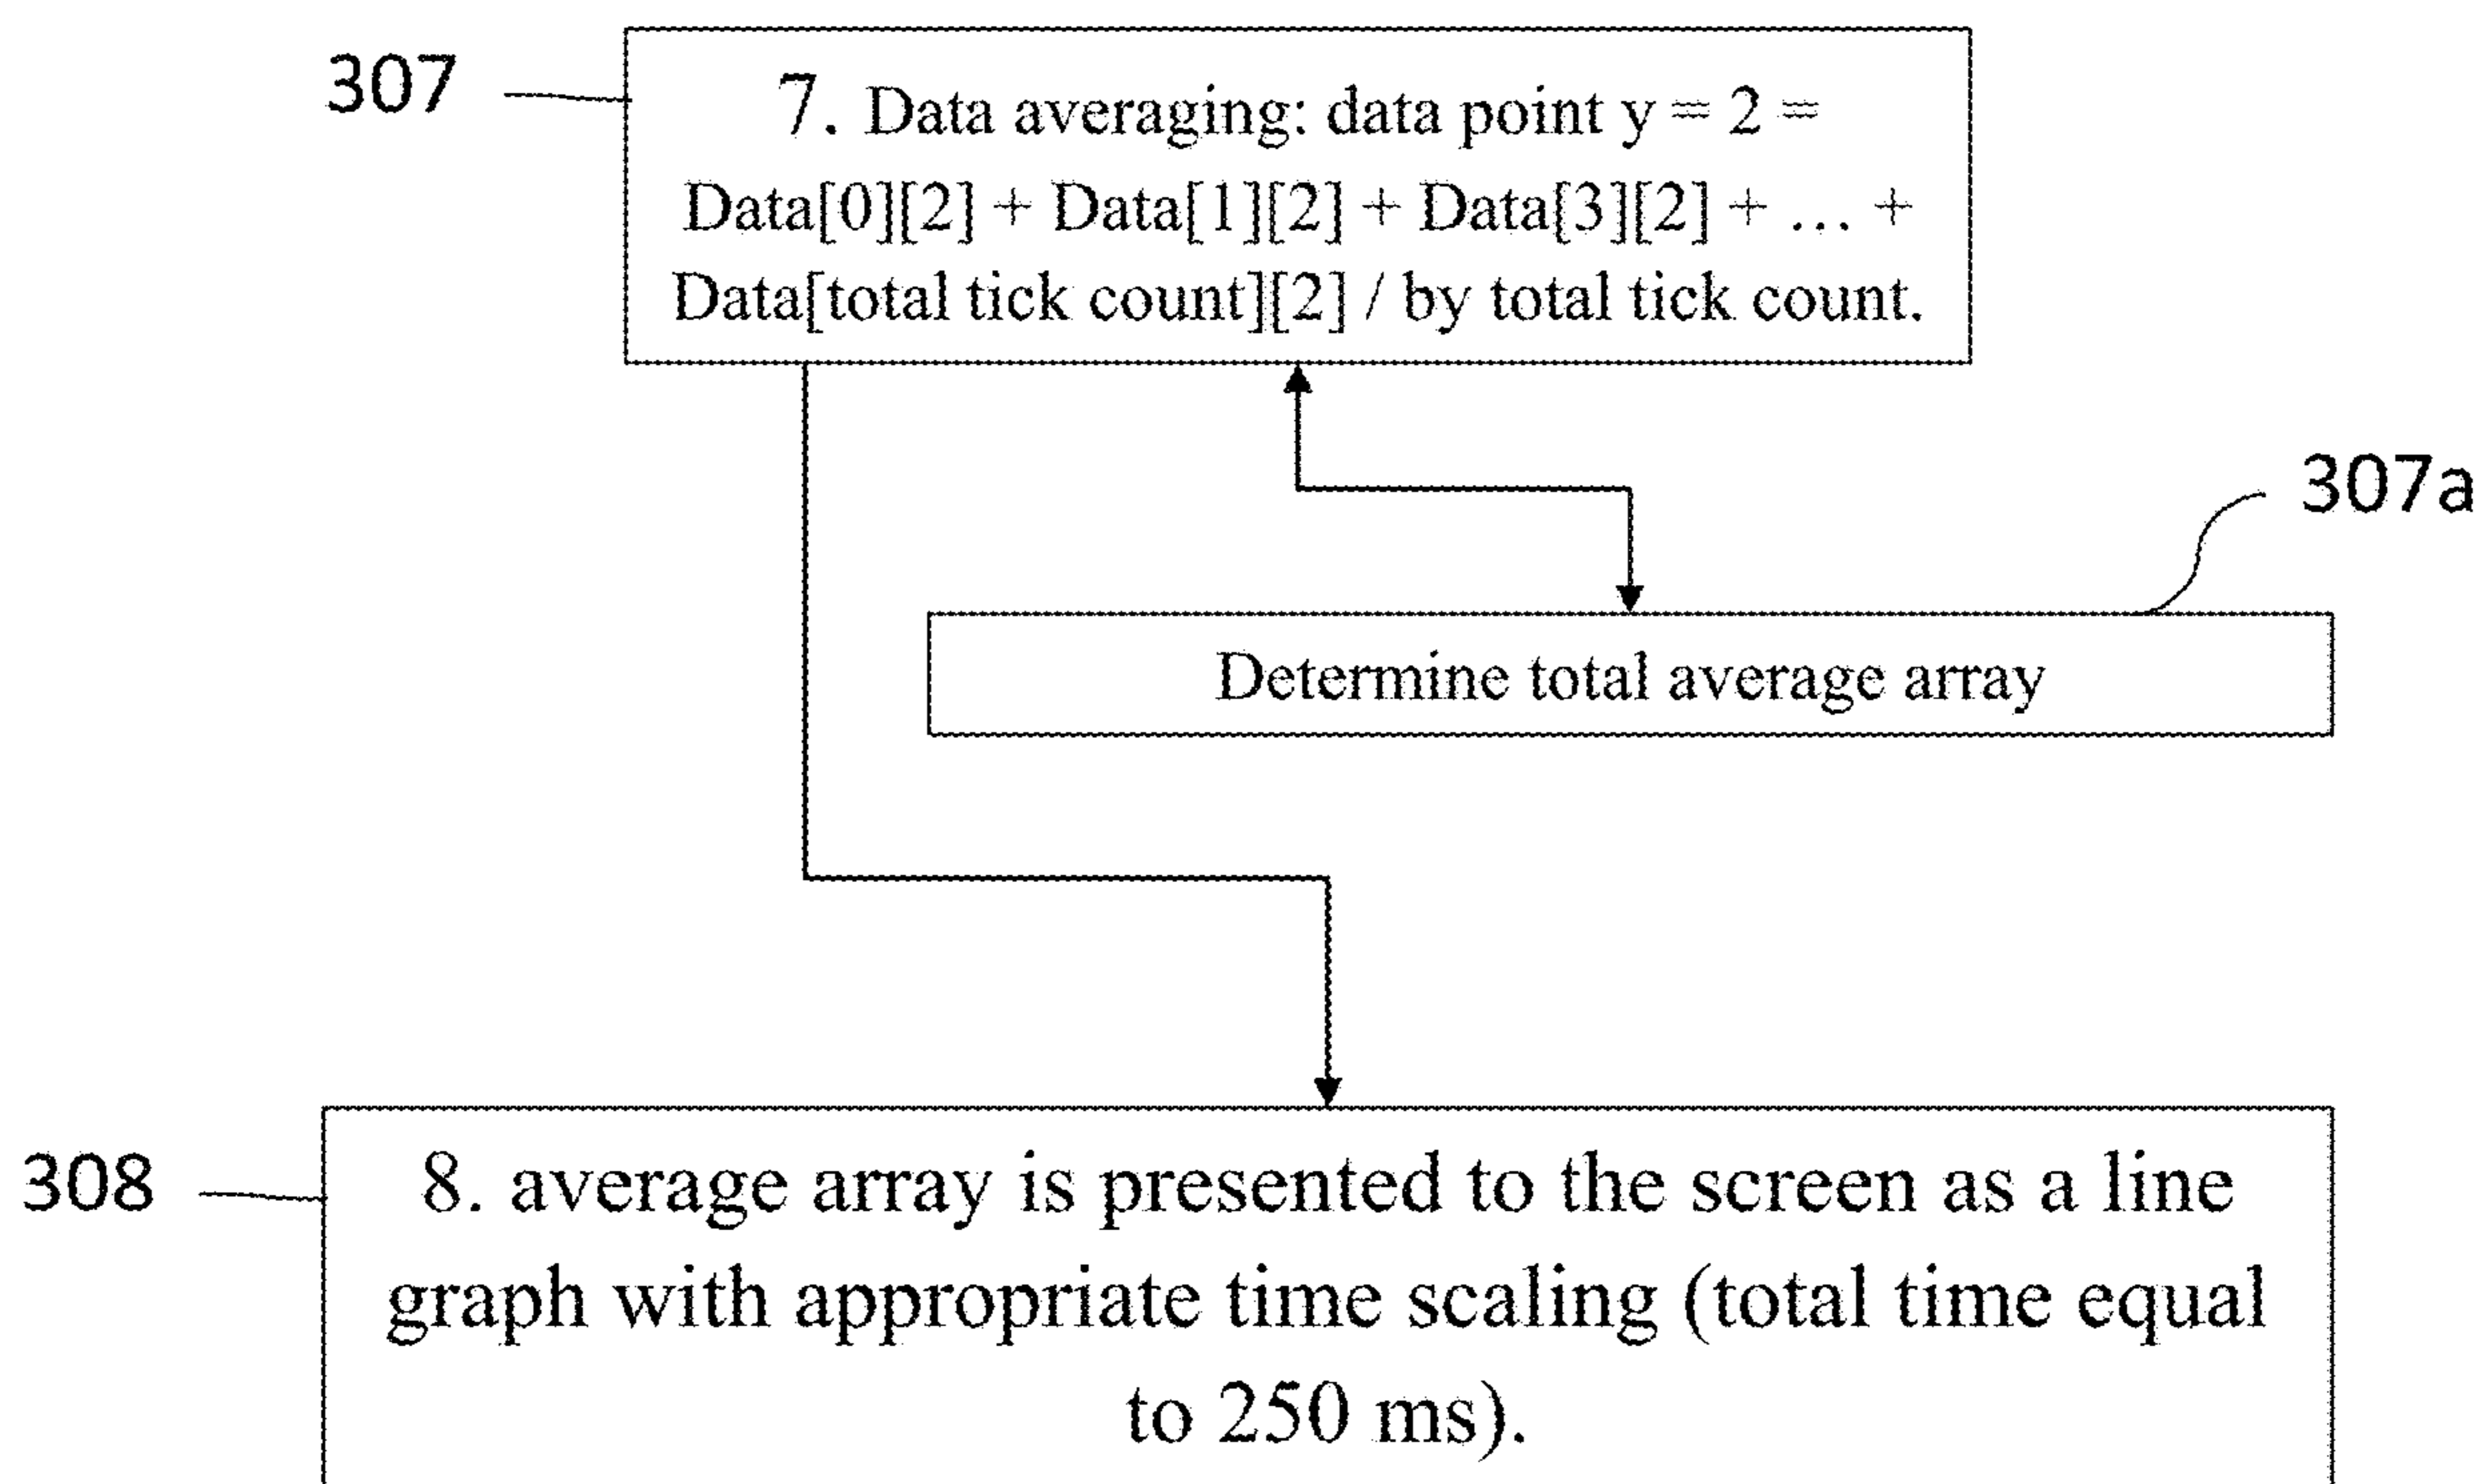 307
7. Data averaging: data point y = 2 =
Data[0][2] + Data[1][2] + Data[3][2] + … +
Data[total tick count][2] / by total tick count.
307a
Determine total average array
308
8. average array is presented to the screen as a line
graph with appropriate time scaling (total time equal
to 250 ms).